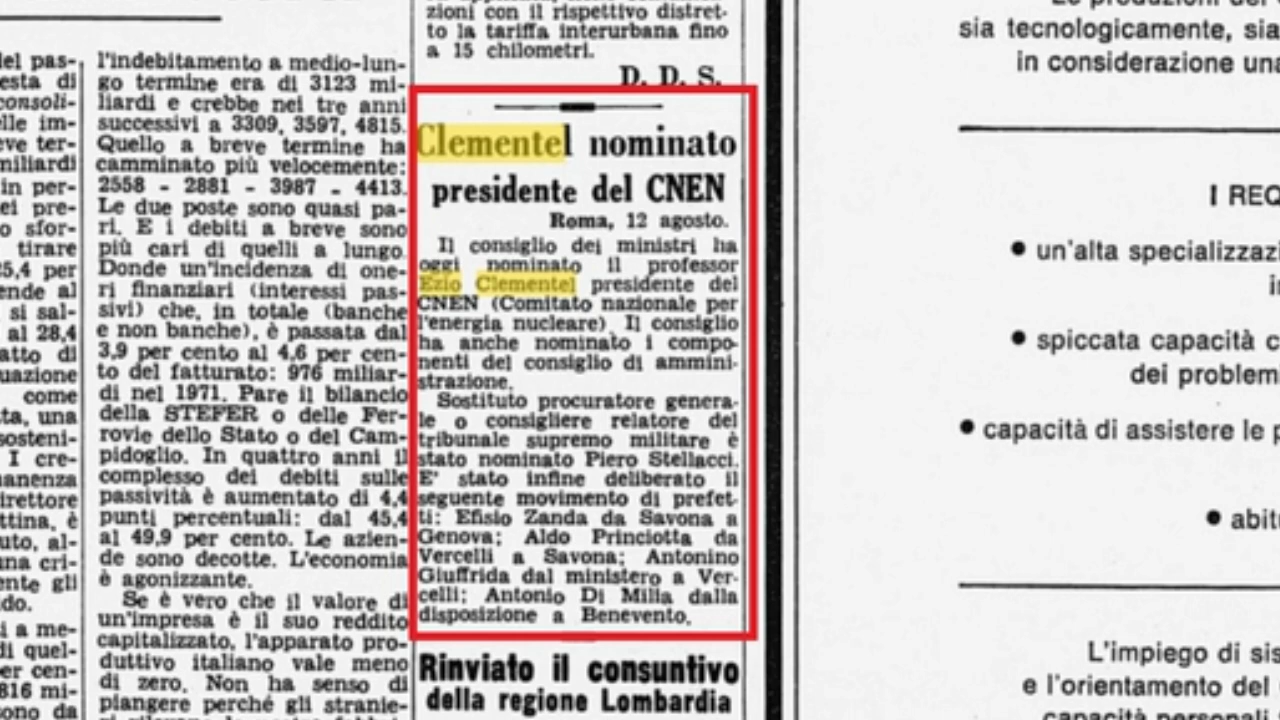 zioni con il rispettivo distret-
to la tariffa interurbana fino
a 15 chilometri.
D. D. S.
Clementel nominato
presidente del CNEN
Roma, 12 agosto.
Il consiglio dei ministri ha
oggi nominato il professor
Ezio Clementel presidente del
CNEN (Comitato nazionale per
l'energia nucleare). Il consiglio
ha anche nominato i compo-
nenti del consiglio di ammini-
strazione.
Sostituto procuratore genera-
le o consigliere relatore del
tribunale supremo militare è
stato nominato Piero Stellacci.
E' stato infine deliberato il
seguente movimento di prefet-
ti: Efisio Zanda da Savona a
Genova; Aldo Princiotta da
Vercelli a Savona; Antonino
Giuffrida dal ministero a Ver-
celli; Antonio Di Milia dalla
disposizione a Benevento.
Rinviato il consuntivo
della regione Lombardia
l'indebitamento a medio-lun-
go termine era di 3123 mi-
liardi e crebbe nei tre anni
successivi a 3309, 3597, 4815.
Quello a breve termine ha
camminato più velocemente:
2558 - 2881 - 3987 - 4413.
Le due poste sono quasi pa-
ri. E i debiti a breve sono
più cari di quelli a lungo.
Donde un'incidenza di one-
ri finanziari (interessi pas-
sivi) che, in totale (banche
e non banche), è passata dal
3,9 per cento al 4,6 per cen-
to del fatturato: 976 miliar-
di nel 1971. Pare il bilancio
della STEFER o delle Fer-
rovie dello Stato o del Cam-
pidoglio. In quattro anni il
complesso dei debiti sulle
passività è aumentato di 4,4
punti percentuali: dal 45,4
al 49,9 per cento. Le azien-
de sono decotte. L'economia
è agonizzante.
Se è vero che il valore di
un'impresa è il suo reddito
capitalizzato, l'apparato pro-
duttivo italiano vale meno
di zero. Non ha senso di
piangere perché gli stranie-
sia tecnologicamente, sia
in considerazione una
I REQ
● un'alta specializzazi
● spiccata capacità c
dei problemi
● capacità di assistere le p
● abitu
L'impiego di sis
e l'orientamento del
capacità personali